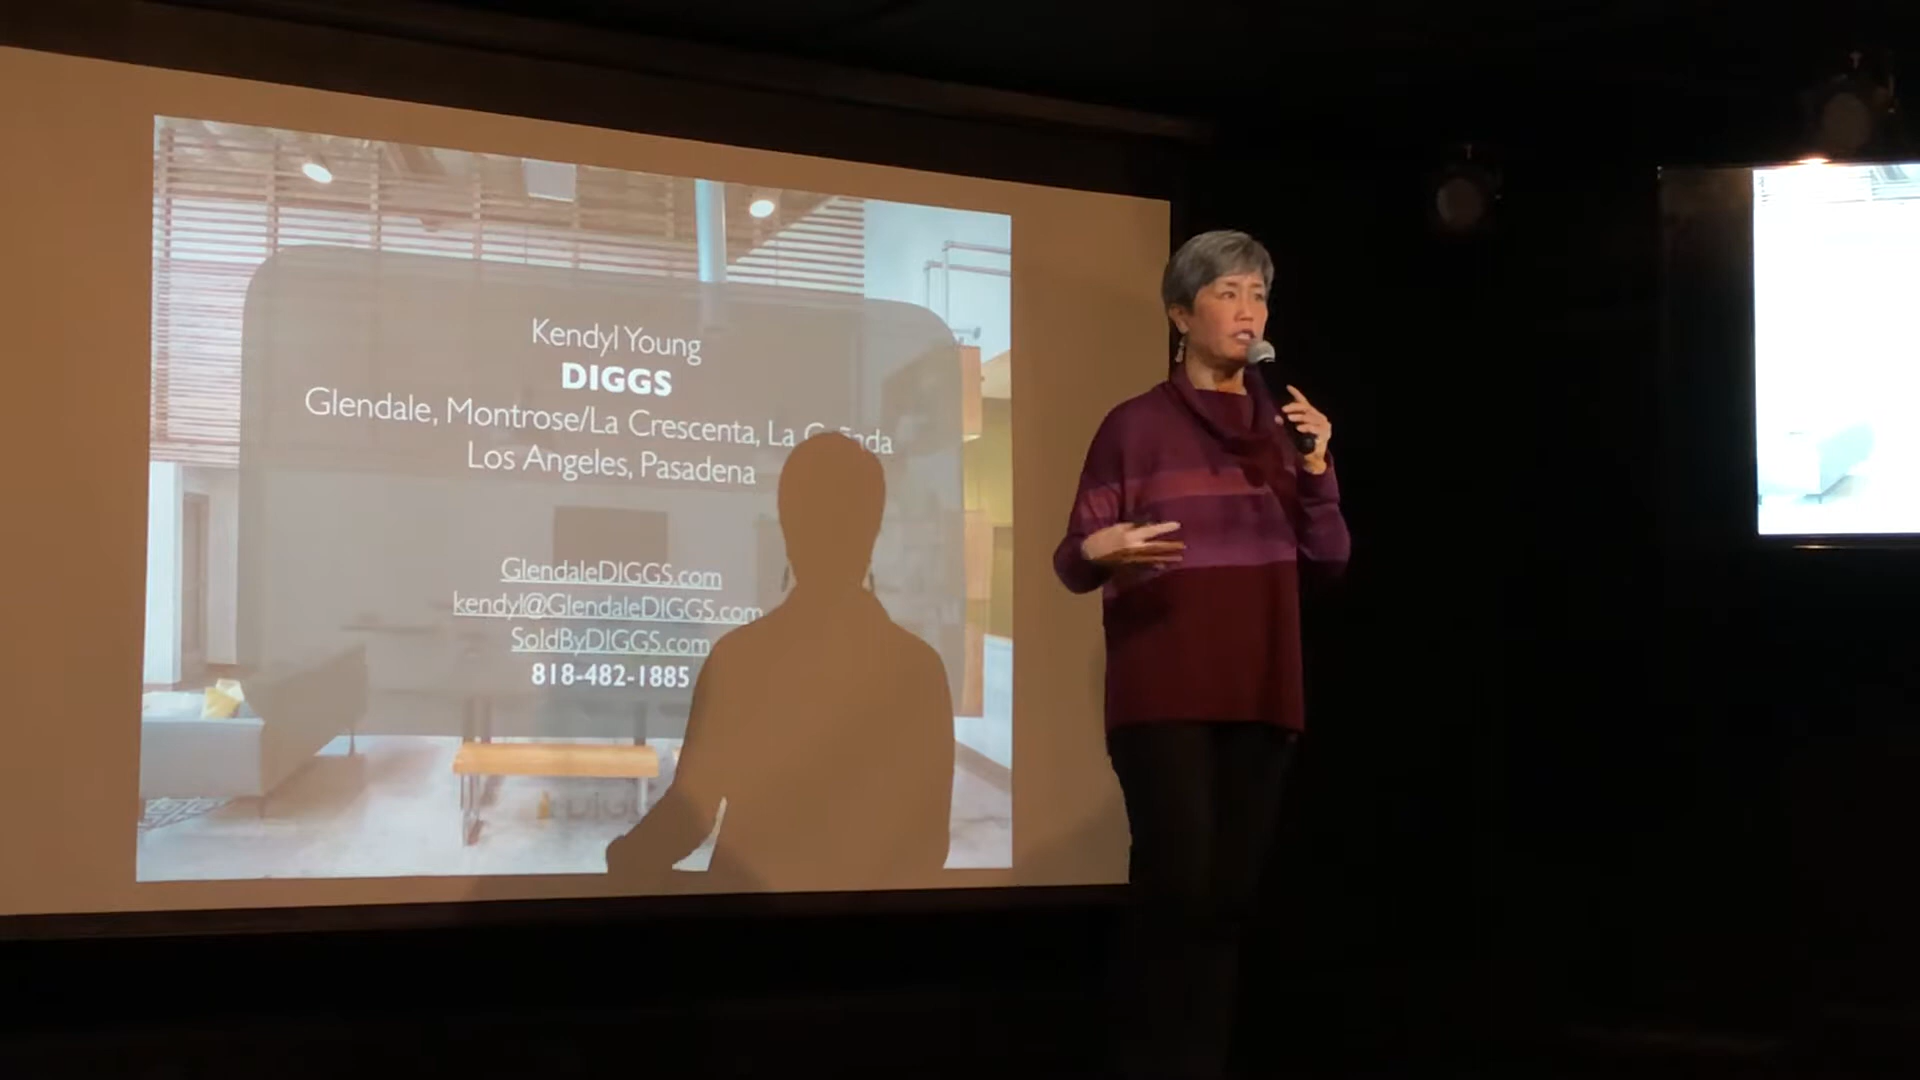 Kendyl Young
DIGGS
Glendale, Montrose/La Crescenta, La
Los Angeles, Pasadena
GlendaleDIGGS.com
kendyl@GlendaleDIGGS.com
SoldByDIGGS.com
818-482-1885